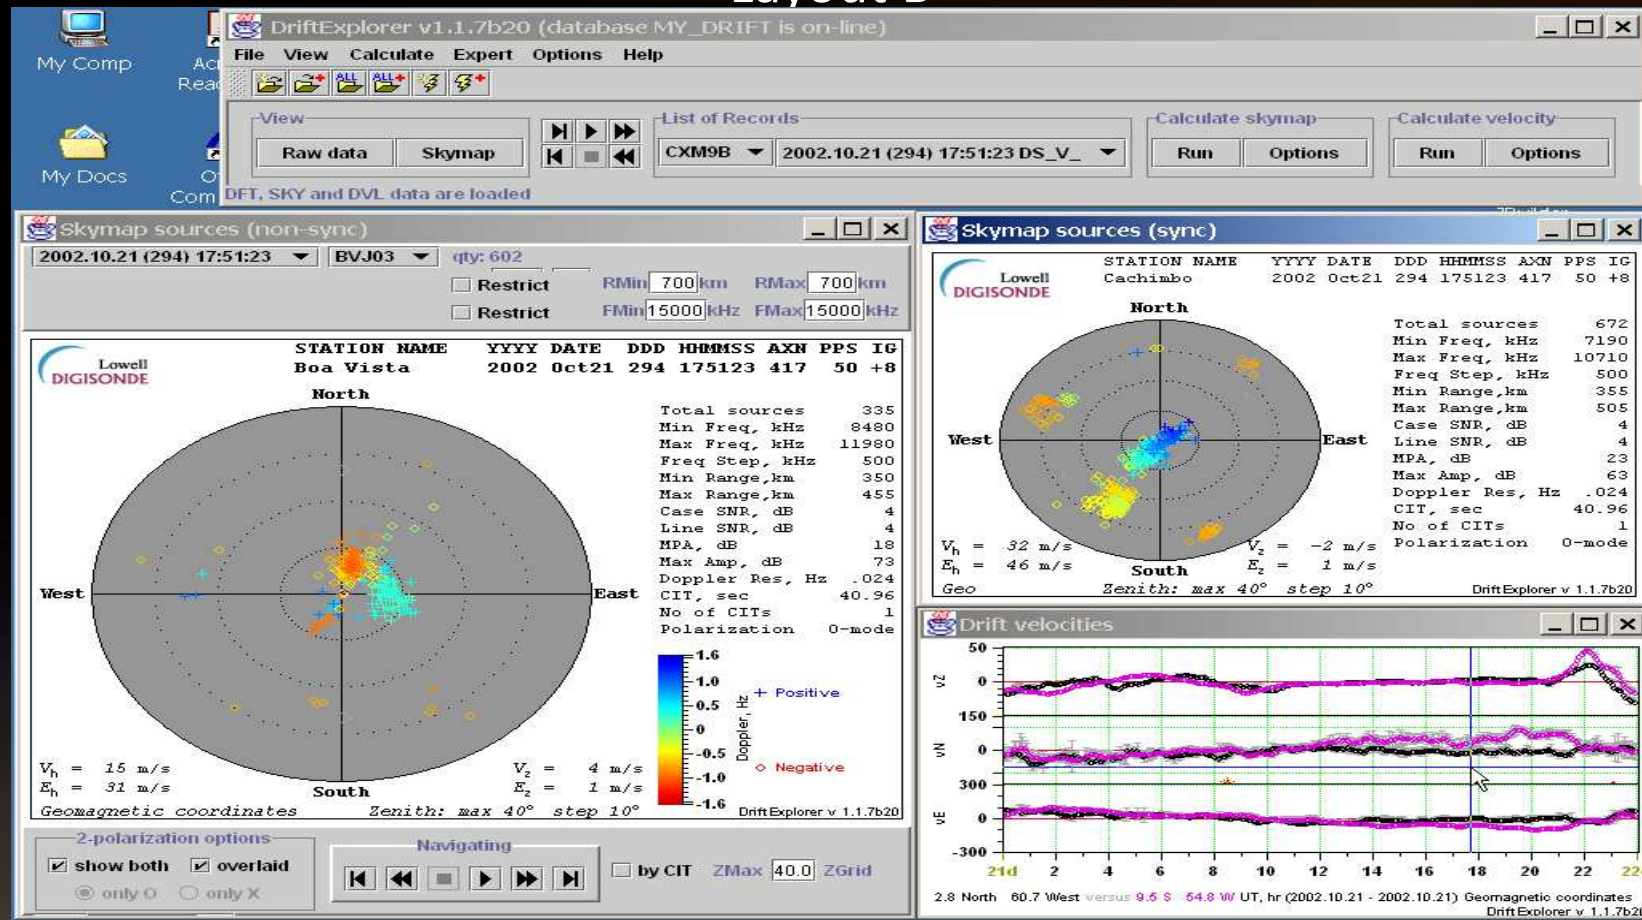 Layout B
My Comp
My Docs
DriftExplorer v1.1.7b20 (database MY_DRIFT is on-line)
File View Calculate Expert Options Help
ALL ALL
View
Raw data Skymap
List of Records
CXM9B 2002.10.21 (294) 17:51:23 DS_V_
Calculate skymap
Run Options
Calculate velocity
Run Options
DFT, SKY and DVL data are loaded
Skymap sources (non-sync)
2002.10.21 (294) 17:51:23 BVJ03 qty: 602
Restrict RMin 700 km RMax 700 km
Restrict FMin 15000 kHz FMax 15000 kHz
Lowell
DIGISONDE
STATION NAME YYYY DATE DDD HHMMSS AXN PPS IG
Boa Vista 2002 Oct21 294 175123 417 50 +8
North
West
East
South
Total sources 335
Min Freq, kHz 8480
Max Freq, kHz 11980
Freq Step, kHz 500
Min Range,km 350
Max Range,km 455
Case SNR, dB 4
Line SNR, dB 4
MPA, dB 18
Max Amp, dB 73
Doppler Res, Hz .024
CIT, sec 40.96
No of CITs 1
Polarization O-mode
1.6
1.0
0.5
0
-0.5
-1.0
-1.6
Doppler, Hz
+ Positive
Negative
Vh = 15 m/s Vz = 4 m/s
Eh = 31 m/s Ez = 1 m/s
Geomagnetic coordinates Zenith: max 40° step 10° DriftExplorer v 1.1.7b20
2-polarization options
show both overlaid
only O only X
Navigating
by CIT ZMax 40.0 ZGrid
Skymap sources (sync)
Lowell
DIGISONDE
STATION NAME YYYY DATE DDD HHMMSS AXN PPS IG
Cachimbo 2002 Oct21 294 175123 417 50 +8
North
West
East
South
Total sources 672
Min Freq, kHz 7190
Max Freq, kHz 10710
Freq Step, kHz 500
Min Range,km 355
Max Range,km 505
Case SNR, dB 4
Line SNR, dB 4
MPA, dB 23
Max Amp, dB 63
Doppler Res, Hz .024
CIT, sec 40.96
No of CITs 1
Polarization O-mode
Vh = 32 m/s Vz = -2 m/s
Eh = 46 m/s Ez = 1 m/s
Geo Zenith: max 40° step 10° DriftExplorer v 1.1.7b20
Drift velocities
50
vZ 0
150
vN 0
300
vE 0
-300
21d 2 4 6 8 10 12 14 16 18 20 22
2.8 North 60.7 West versus 9.5 S 54.8 W UT, hr (2002.10.21 - 2002.10.21) Geomagnetic coordinates
DriftExplorer v 1.1.7b20